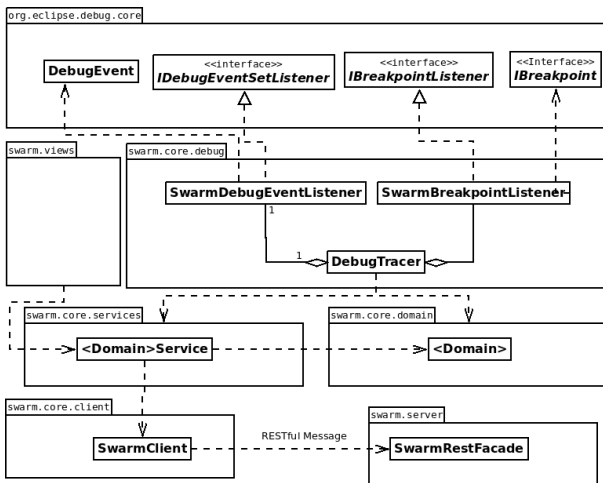 org.eclipse.debug.core
<<interface>>
IDebugEventSetListener
<<interface>>
IBreakpointListener
<<Interface>>
IBreakpoint
DebugEvent
swarm.views
swarm.core.debug
SwarmDebugEventListener
SwarmBreakpointListener
1
1
DebugTracer
swarm.core.services
swarm.core.domain
<Domain>Service
<Domain>
swarm.core.client
swarm.server
SwarmClient
RESTful Message
SwarmRestFacade